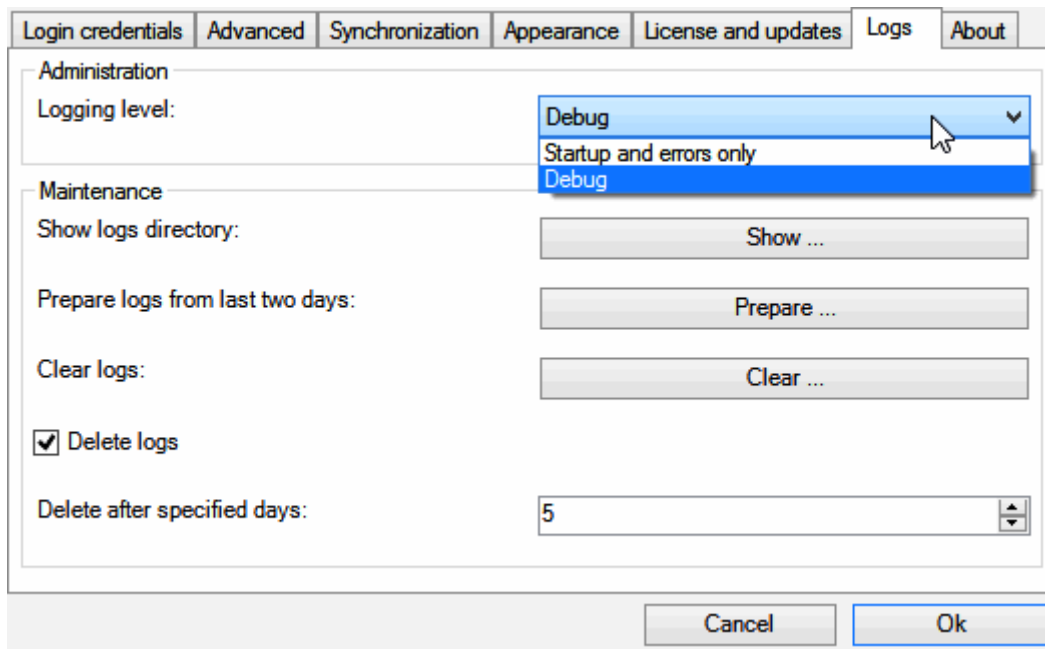 Login credentials Advanced Synchronization Appearance License and updates Logs About
Administration
Logging level:
Debug
Startup and errors only
Debug
Maintenance
Show logs directory:
Show ...
Prepare logs from last two days:
Prepare ...
Clear logs:
Clear ...
Delete logs
Delete after specified days:
5
Cancel
Ok